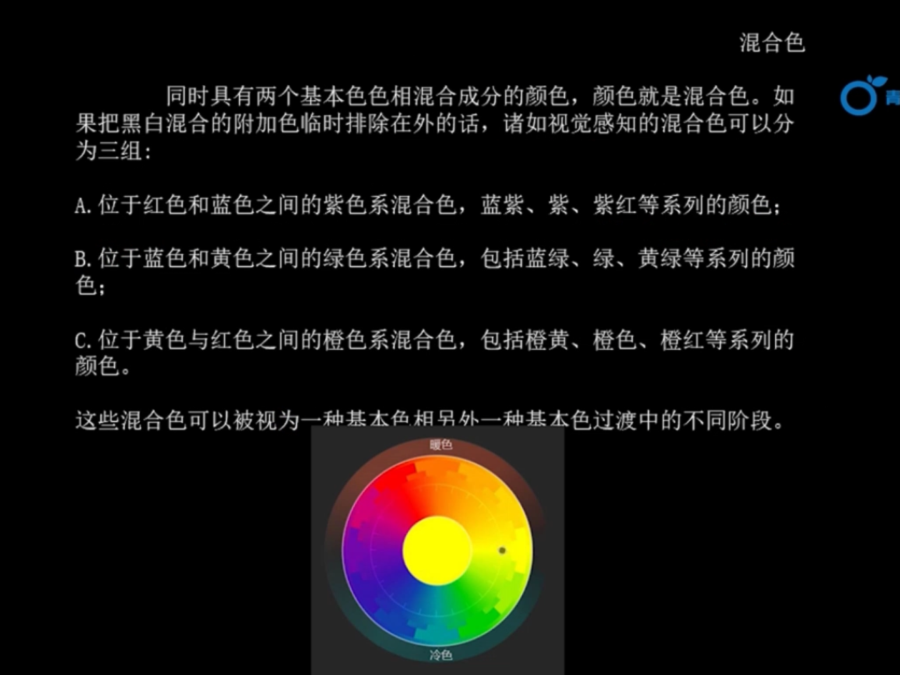 混合色
同时具有两个基本色色相混合成分的颜色，颜色就是混合色。如
果把黑白混合的附加色临时排除在外的话，诸如视觉感知的混合色可以分
为三组:
A.位于红色和蓝色之间的紫色系混合色，蓝紫、紫、紫红等系列的颜色；
B.位于蓝色和黄色之间的绿色系混合色，包括蓝绿、绿、黄绿等系列的颜
色；
C.位于黄色与红色之间的橙色系混合色，包括橙黄、橙色、橙红等系列的
颜色。
这些混合色可以被视为一种基本色相另外一种基本色过渡中的不同阶段。
暖色
冷色
青